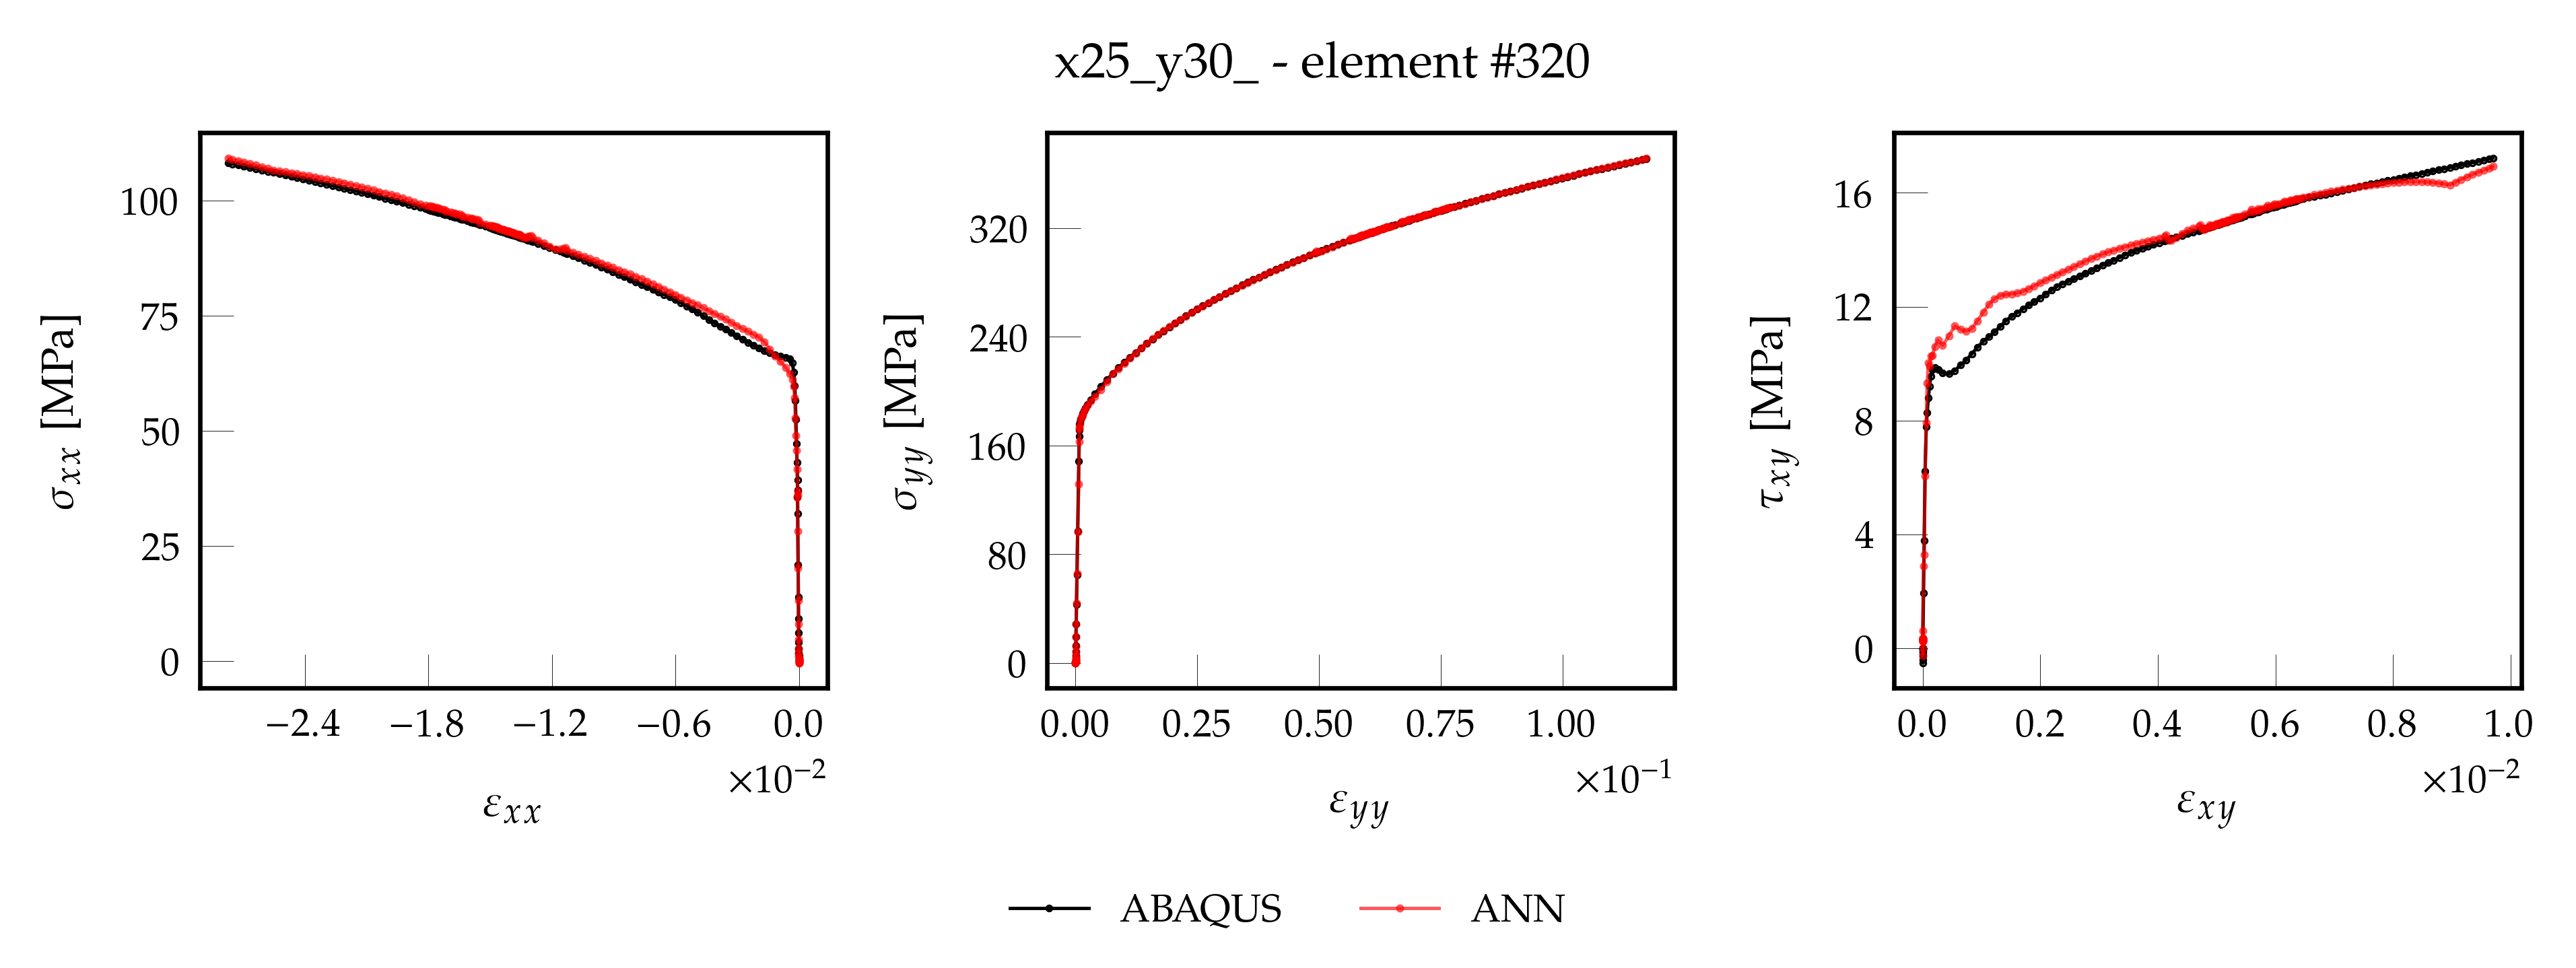 x25_y30_ - element #320
σxx [MPa]
100
75
50
25
0
−2.4 −1.8 −1.2 −0.6 0.0
×10−2
εxx
σyy [MPa]
320
240
160
80
0
0.00 0.25 0.50 0.75 1.00
×10−1
εyy
τxy [MPa]
16
12
8
4
0
0.0 0.2 0.4 0.6 0.8 1.0
×10−2
εxy
ABAQUS ANN